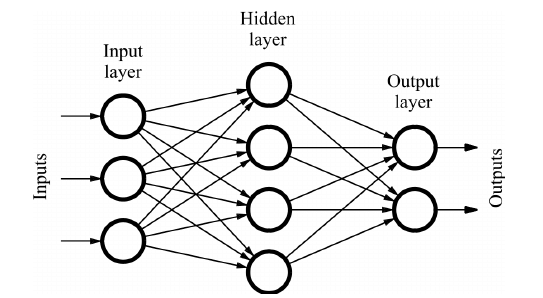 Hidden
layer
Input
layer
Output
layer
Inputs
Outputs